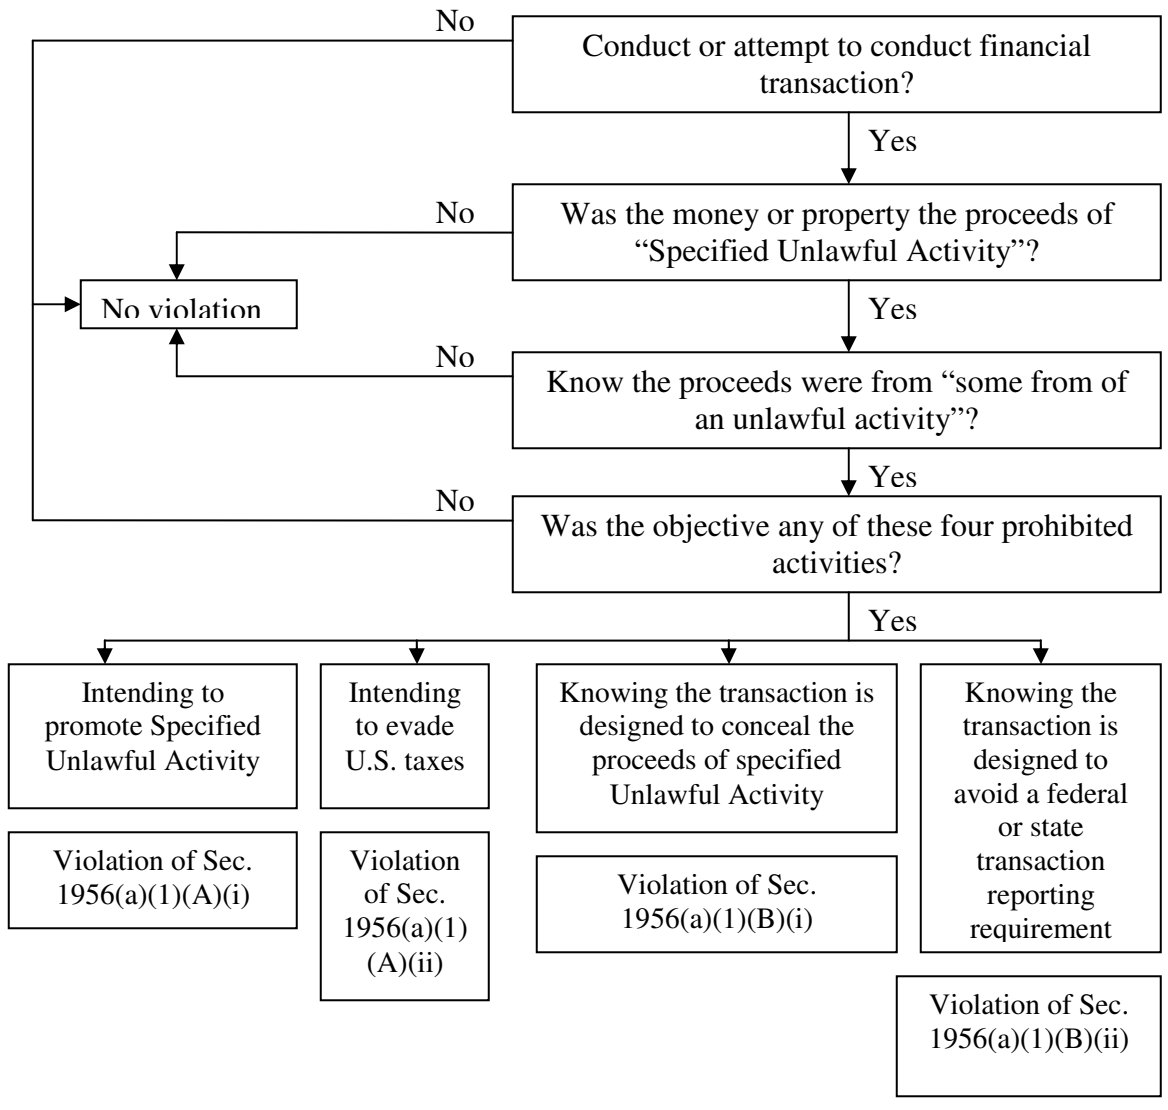 No
Conduct or attempt to conduct financial
transaction?
Yes
No
Was the money or property the proceeds of
“Specified Unlawful Activity”?
No violation
Yes
No
Know the proceeds were from “some from of
an unlawful activity”?
Yes
No
Was the objective any of these four prohibited
activities?
Yes
Intending to
promote Specified
Unlawful Activity
Intending
to evade
U.S. taxes
Knowing the transaction is
designed to conceal the
proceeds of specified
Unlawful Activity
Knowing the
transaction is
designed to
avoid a federal
or state
transaction
reporting
requirement
Violation of Sec.
1956(a)(1)(A)(i)
Violation
of Sec.
1956(a)(1)
(A)(ii)
Violation of Sec.
1956(a)(1)(B)(i)
Violation of Sec.
1956(a)(1)(B)(ii)